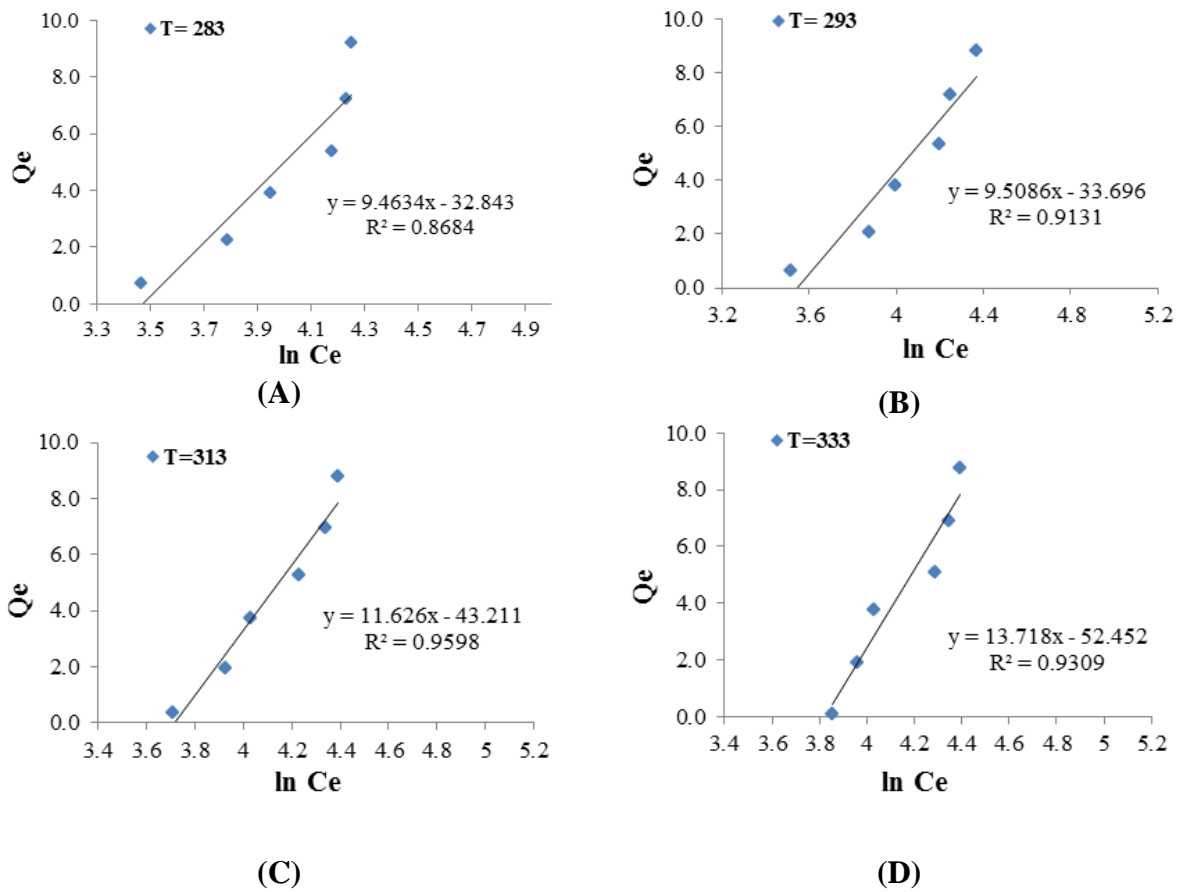 T= 283
10.0
8.0
6.0
4.0
2.0
0.0
Qe
y = 9.4634x - 32.843
R² = 0.8684
3.3 3.5 3.7 3.9 4.1 4.3 4.5 4.7 4.9
ln Ce
(A)
T= 293
10.0
8.0
6.0
4.0
2.0
0.0
Qe
y = 9.5086x - 33.696
R² = 0.9131
3.2 3.6 4 4.4 4.8 5.2
ln Ce
(B)
T=313
10.0
8.0
6.0
4.0
2.0
0.0
Qe
y = 11.626x - 43.211
R² = 0.9598
3.4 3.6 3.8 4 4.2 4.4 4.6 4.8 5 5.2
ln Ce
(C)
T=333
10.0
8.0
6.0
4.0
2.0
0.0
Qe
y = 13.718x - 52.452
R² = 0.9309
3.4 3.6 3.8 4 4.2 4.4 4.6 4.8 5 5.2
ln Ce
(D)